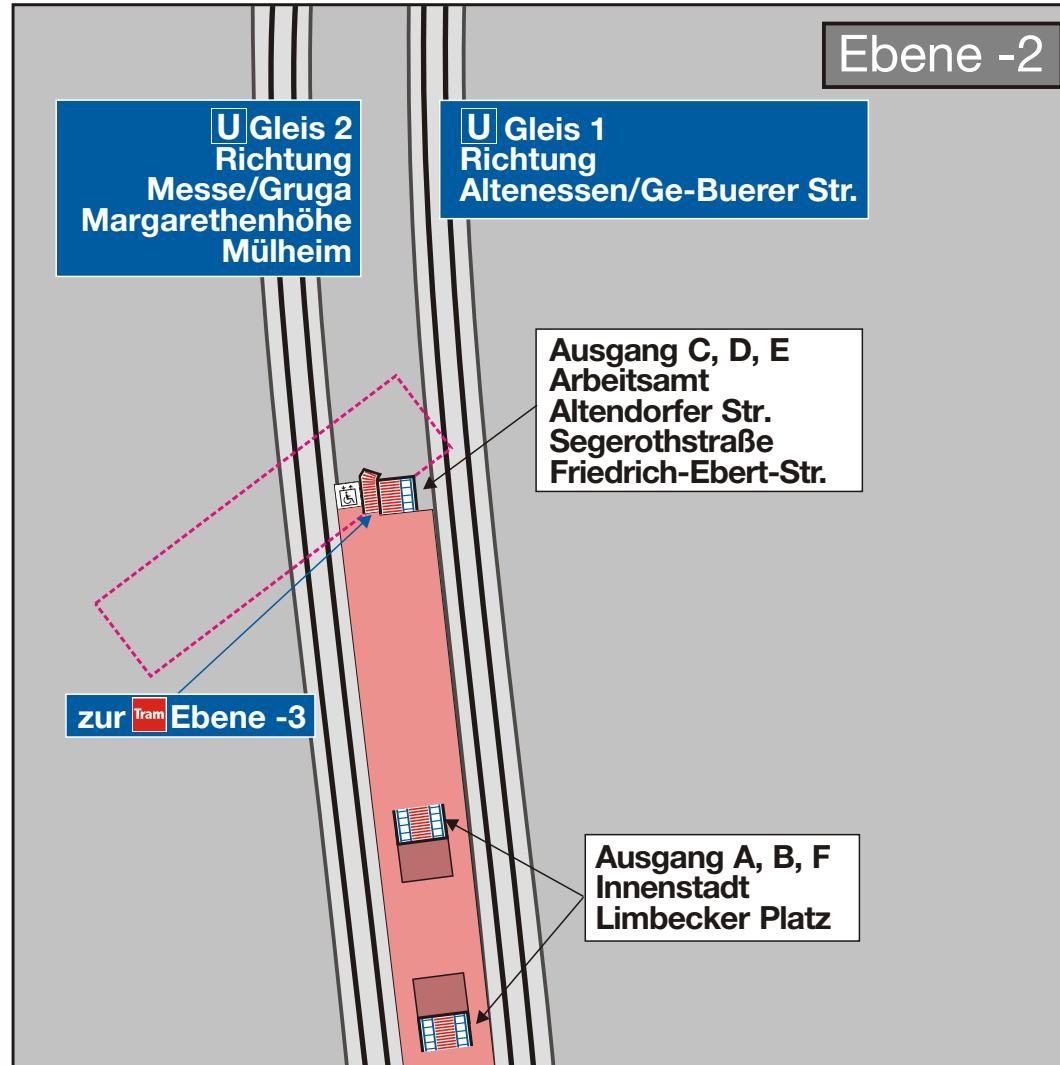 Ebene -2
U Gleis 2
Richtung
Messe/Gruga
Margarethenhöhe
Mülheim
U Gleis 1
Richtung
Altenessen/Ge-Buerer Str.
Ausgang C, D, E
Arbeitsamt
Altendorfer Str.
Segerothstraße
Friedrich-Ebert-Str.
zur Tram Ebene -3
Ausgang A, B, F
Innenstadt
Limbecker Platz